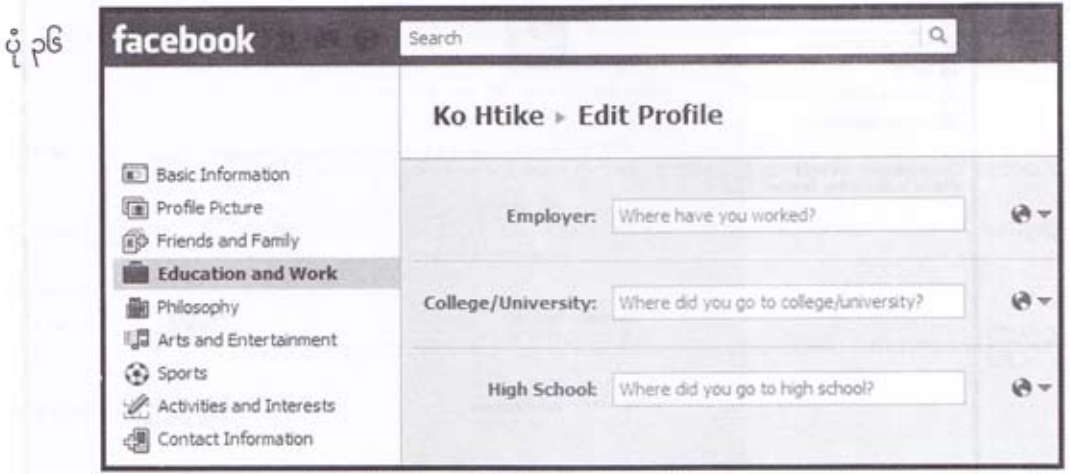 ပုံ ၃၆
facebook
Search
Ko Htike ▸ Edit Profile
Basic Information
Profile Picture
Friends and Family
Education and Work
Philosophy
Arts and Entertainment
Sports
Activities and Interests
Contact Information
Employer: Where have you worked?
College/University: Where did you go to college/university?
High School: Where did you go to high school?